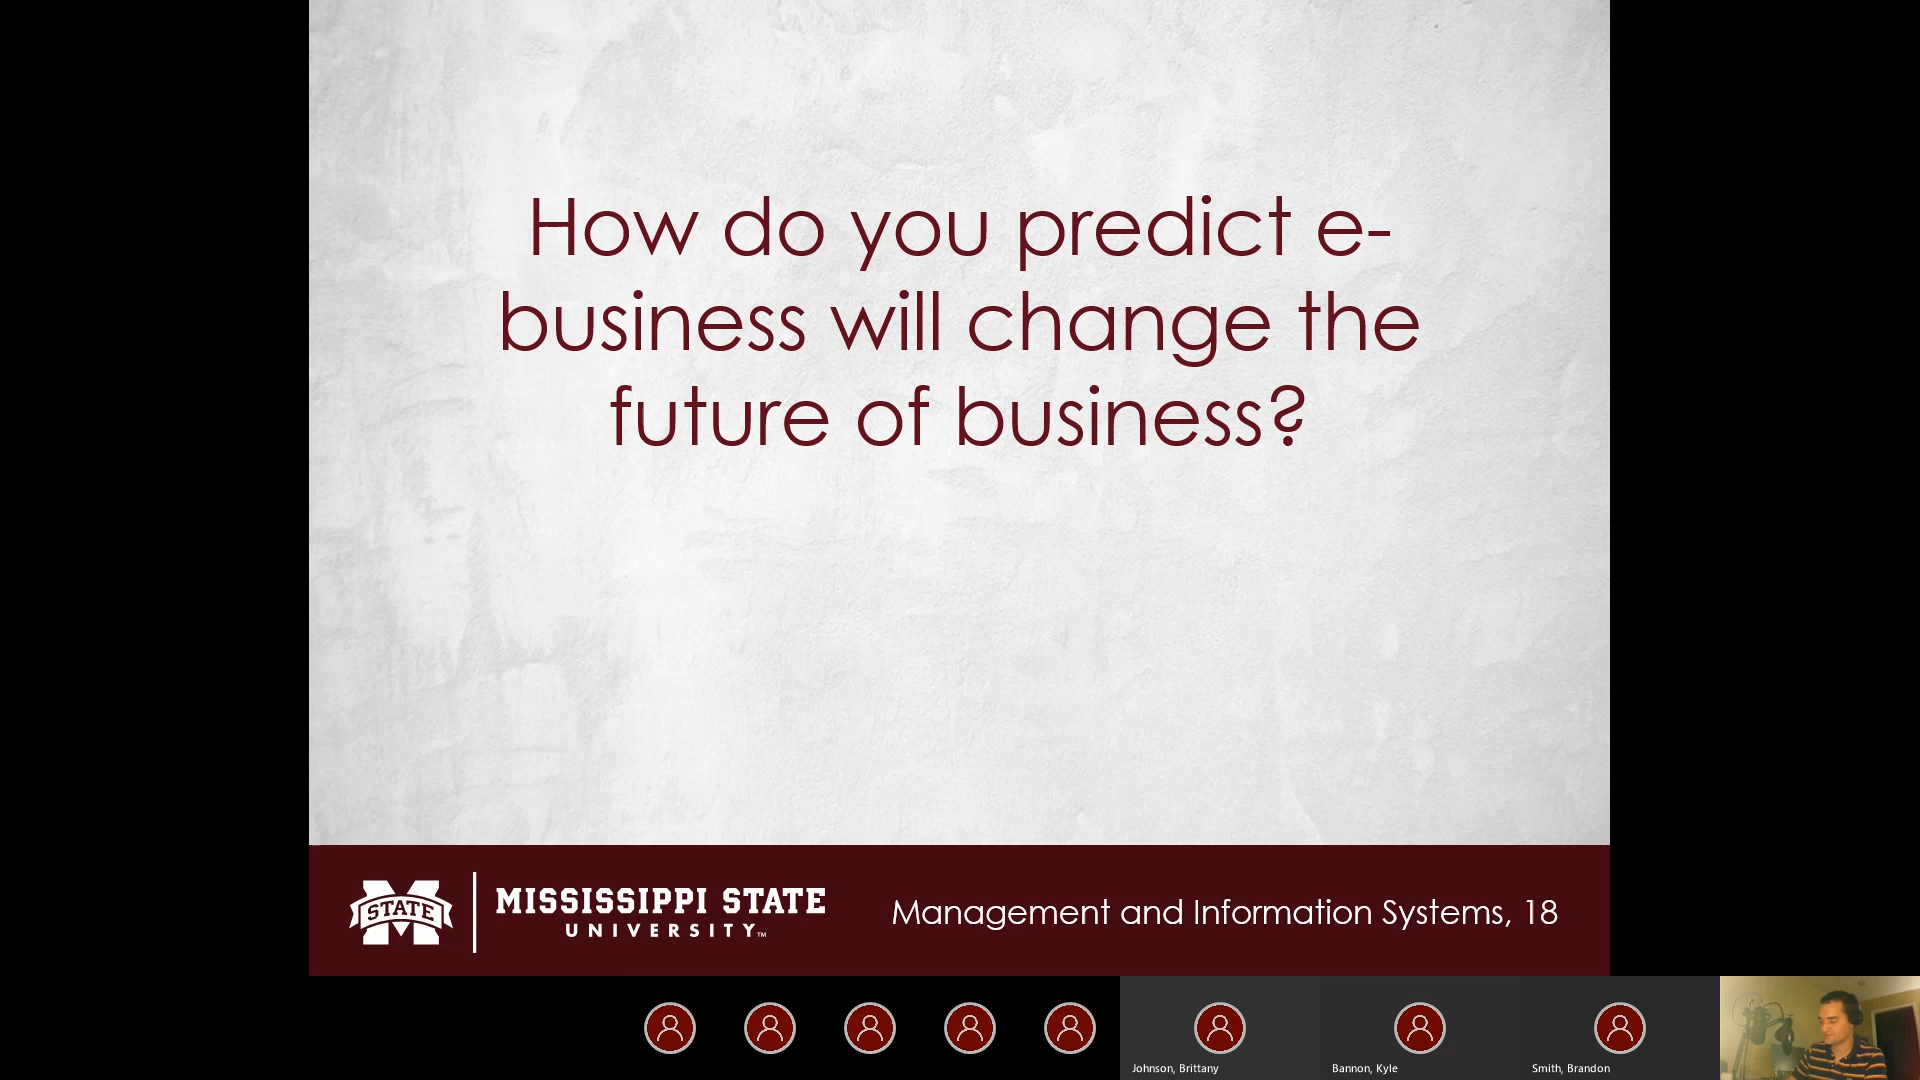 How do you predict e-
business will change the
future of business?
STATE
MISSISSIPPI STATE
UNIVERSITY™
Management and Information Systems, 18
Johnson, Brittany
Bannon, Kyle
Smith, Brandon